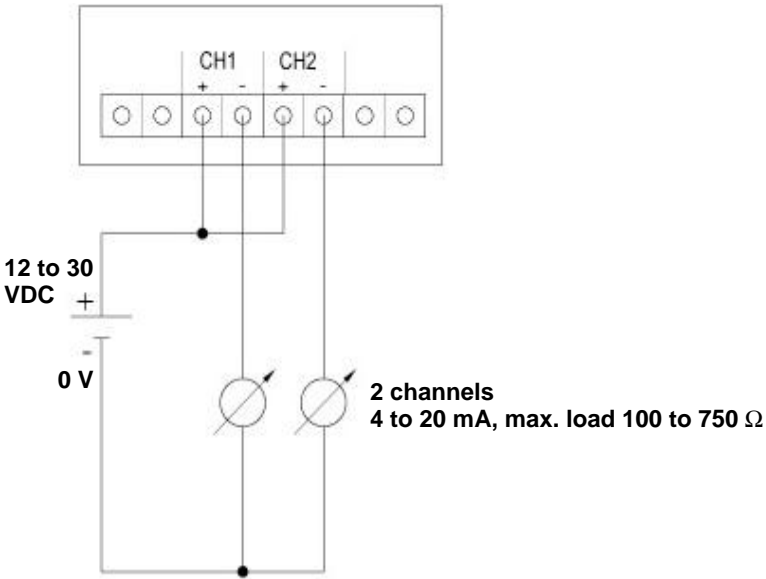 CH1 CH2
+ - + -
12 to 30
VDC +
-
0 V
2 channels
4 to 20 mA, max. load 100 to 750 Ω